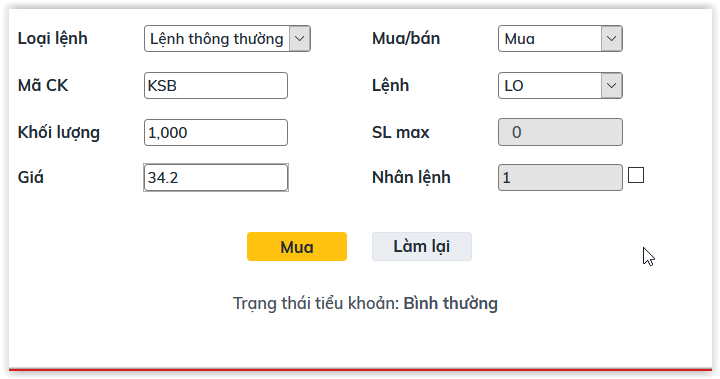 Loại lệnh Lệnh thông thường Mua/bán Mua
Mã CK KSB Lệnh LO
Khối lượng 1,000 SL max 0
Giá 34.2 Nhân lệnh 1
Mua Làm lại
Trạng thái tiểu khoản: Bình thường